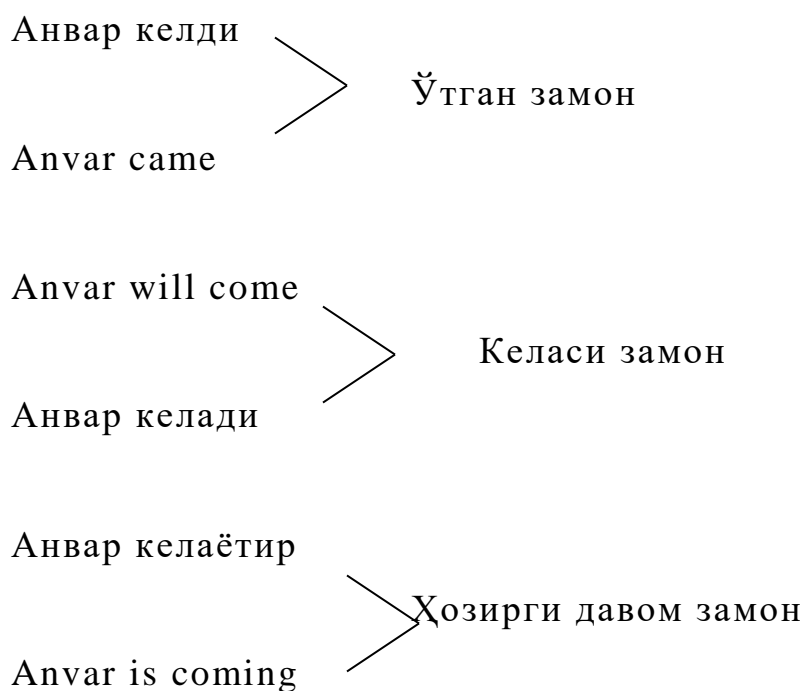 Анвар келди
Ўтган замон
Anvar came
Anvar will come
Келаси замон
Анвар келади
Анвар келаётир
Ҳозирги давом замон
Anvar is coming